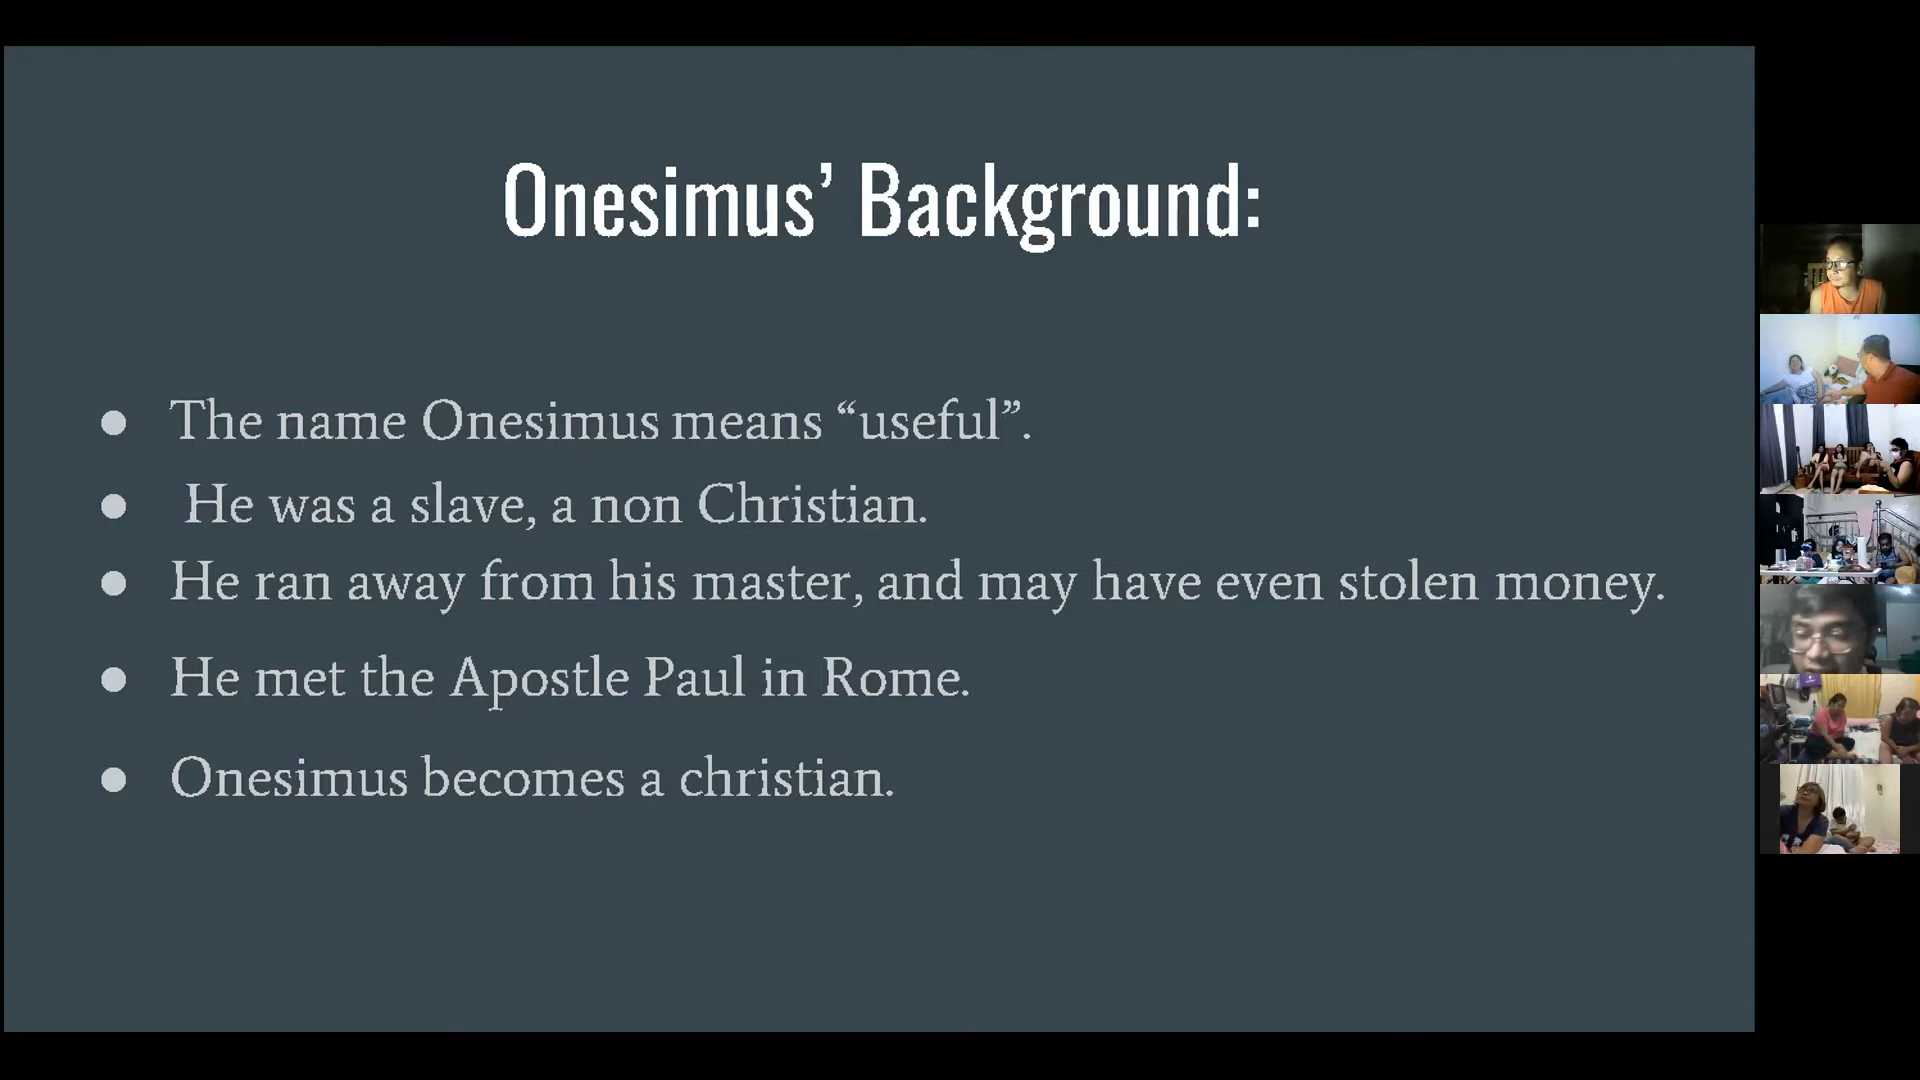 Onesimus’ Background:
● The name Onesimus means “useful”.
● He was a slave, a non Christian.
● He ran away from his master, and may have even stolen money.
● He met the Apostle Paul in Rome.
● Onesimus becomes a christian.